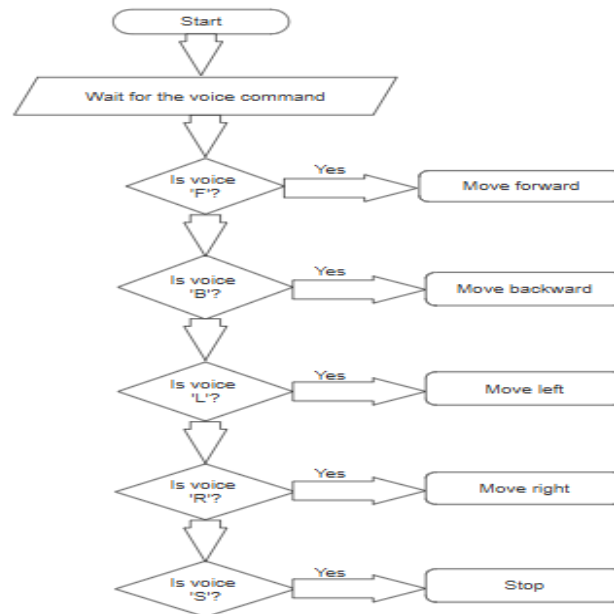 Start
Wait for the voice command
Is voice
'F'?
Yes
Move forward
Is voice
'B'?
Yes
Move backward
Is voice
'L'?
Yes
Move left
Is voice
'R'?
Yes
Move right
Is voice
'S'?
Yes
Stop